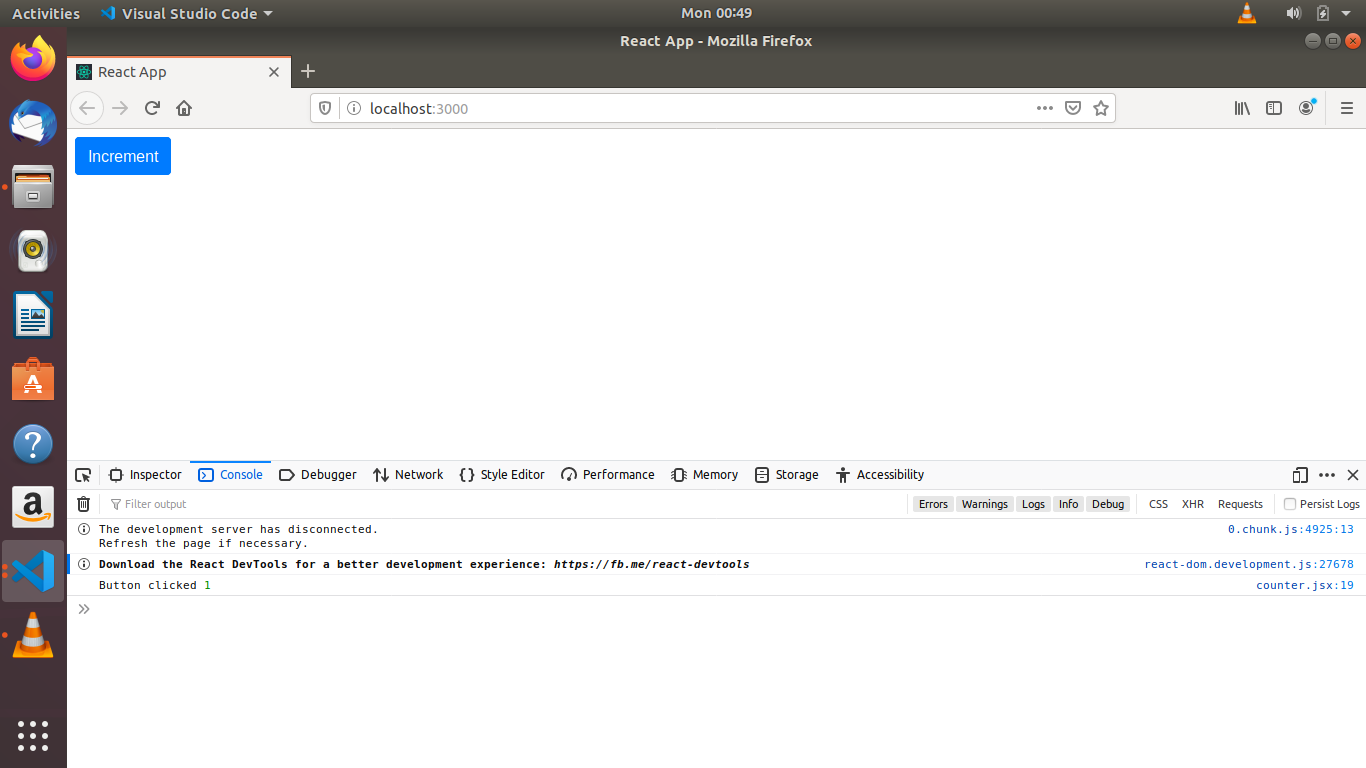 Activities
Visual Studio Code
Mon 00:49
React App - Mozilla Firefox
React App
localhost:3000
Increment
Inspector
Console
Debugger
Network
Style Editor
Performance
Memory
Storage
Accessibility
Filter output
Errors
Warnings
Logs
Info
Debug
CSS
XHR
Requests
Persist Logs
The development server has disconnected. 0.chunk.js:4925:13
Refresh the page if necessary.
Download the React DevTools for a better development experience: https://fb.me/react-devtools react-dom.development.js:27678
Button clicked 1 counter.jsx:19